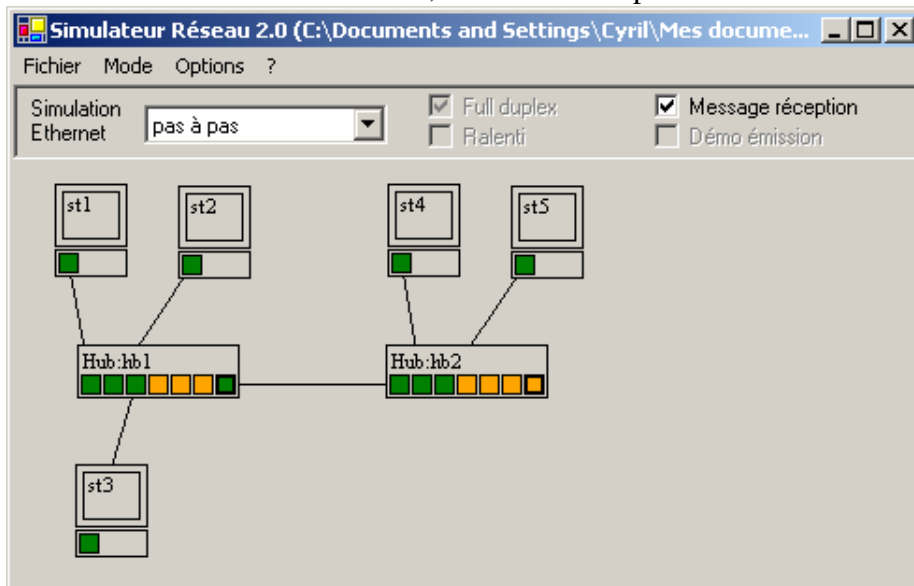 Simulateur Réseau 2.0 (C:\Documents and Settings\Cyril\Mes docume...
Fichier Mode Options ?
Simulation
Ethernet
pas à pas
Full duplex
Ralenti
Message réception
Démo émission
st1
st2
st4
st5
Hub:hb1
Hub:hb2
st3